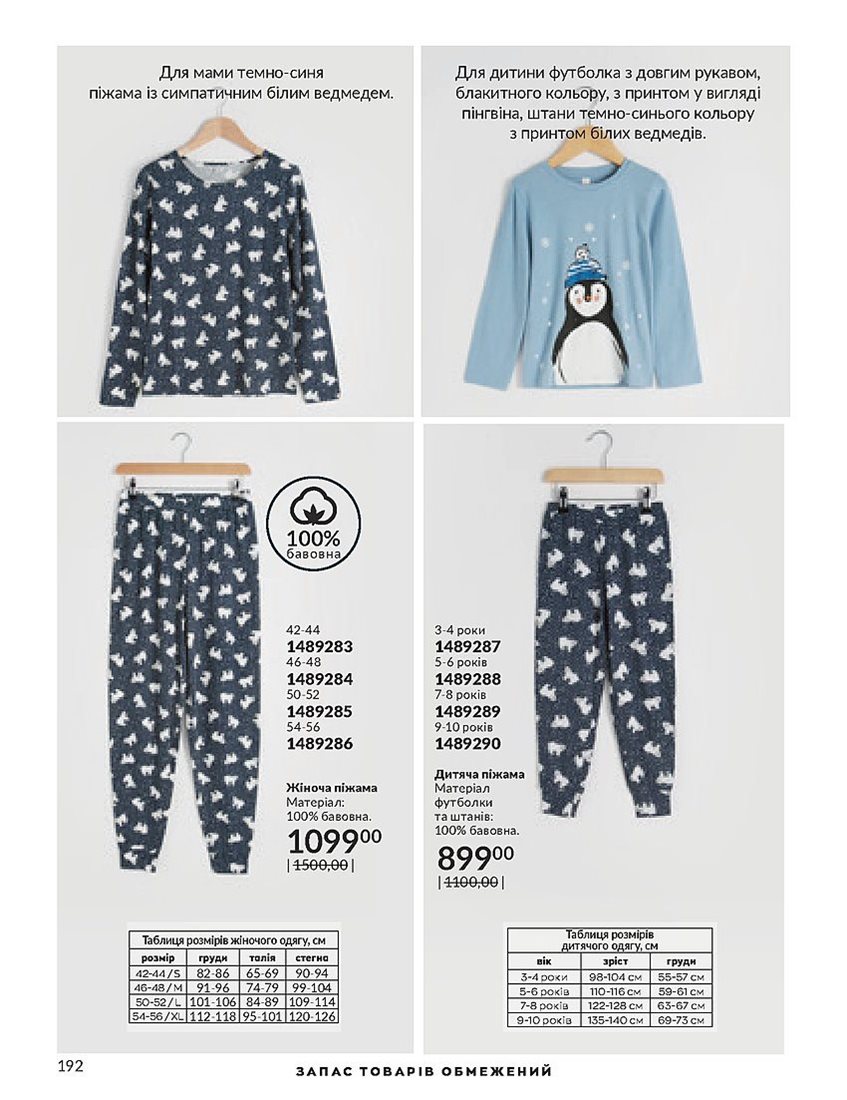 Для мами темно-синя
піжама із симпатичним білим ведмедем.
Для дитини футболка з довгим рукавом,
блакитного кольору, з принтом у вигляді
пінгвіна, штани темно-синього кольору
з принтом білих ведмедів.
100%
бавовна
42-44
1489283
46-48
1489284
50-52
1489285
54-56
1489286
Жіноча піжама
Матеріал:
100% бавовна.
109900
|1500,00|
3-4 роки
1489287
5-6 років
1489288
7-8 років
1489289
9-10 років
1489290
Дитяча піжама
Матеріал
футболки
та штанів:
100% бавовна.
89900
|1100,00|
Таблиця розмірів жіночого одягу, см
розмір груди талія стегна
42-44/S 82-86 65-69 90-94
46-48/M 91-96 74-79 99-104
50-52/L 101-106 84-89 109-114
54-56/XL 112-118 95-101 120-126
Таблиця розмірів
дитячого одягу, см
вік зріст груди
3-4 роки 98-104 см 55-57 см
5-6 років 110-116 см 59-61 см
7-8 років 122-128 см 63-67 см
9-10 років 135-140 см 69-73 см
192
ЗАПАС ТОВАРІВ ОБМЕЖЕНИЙ